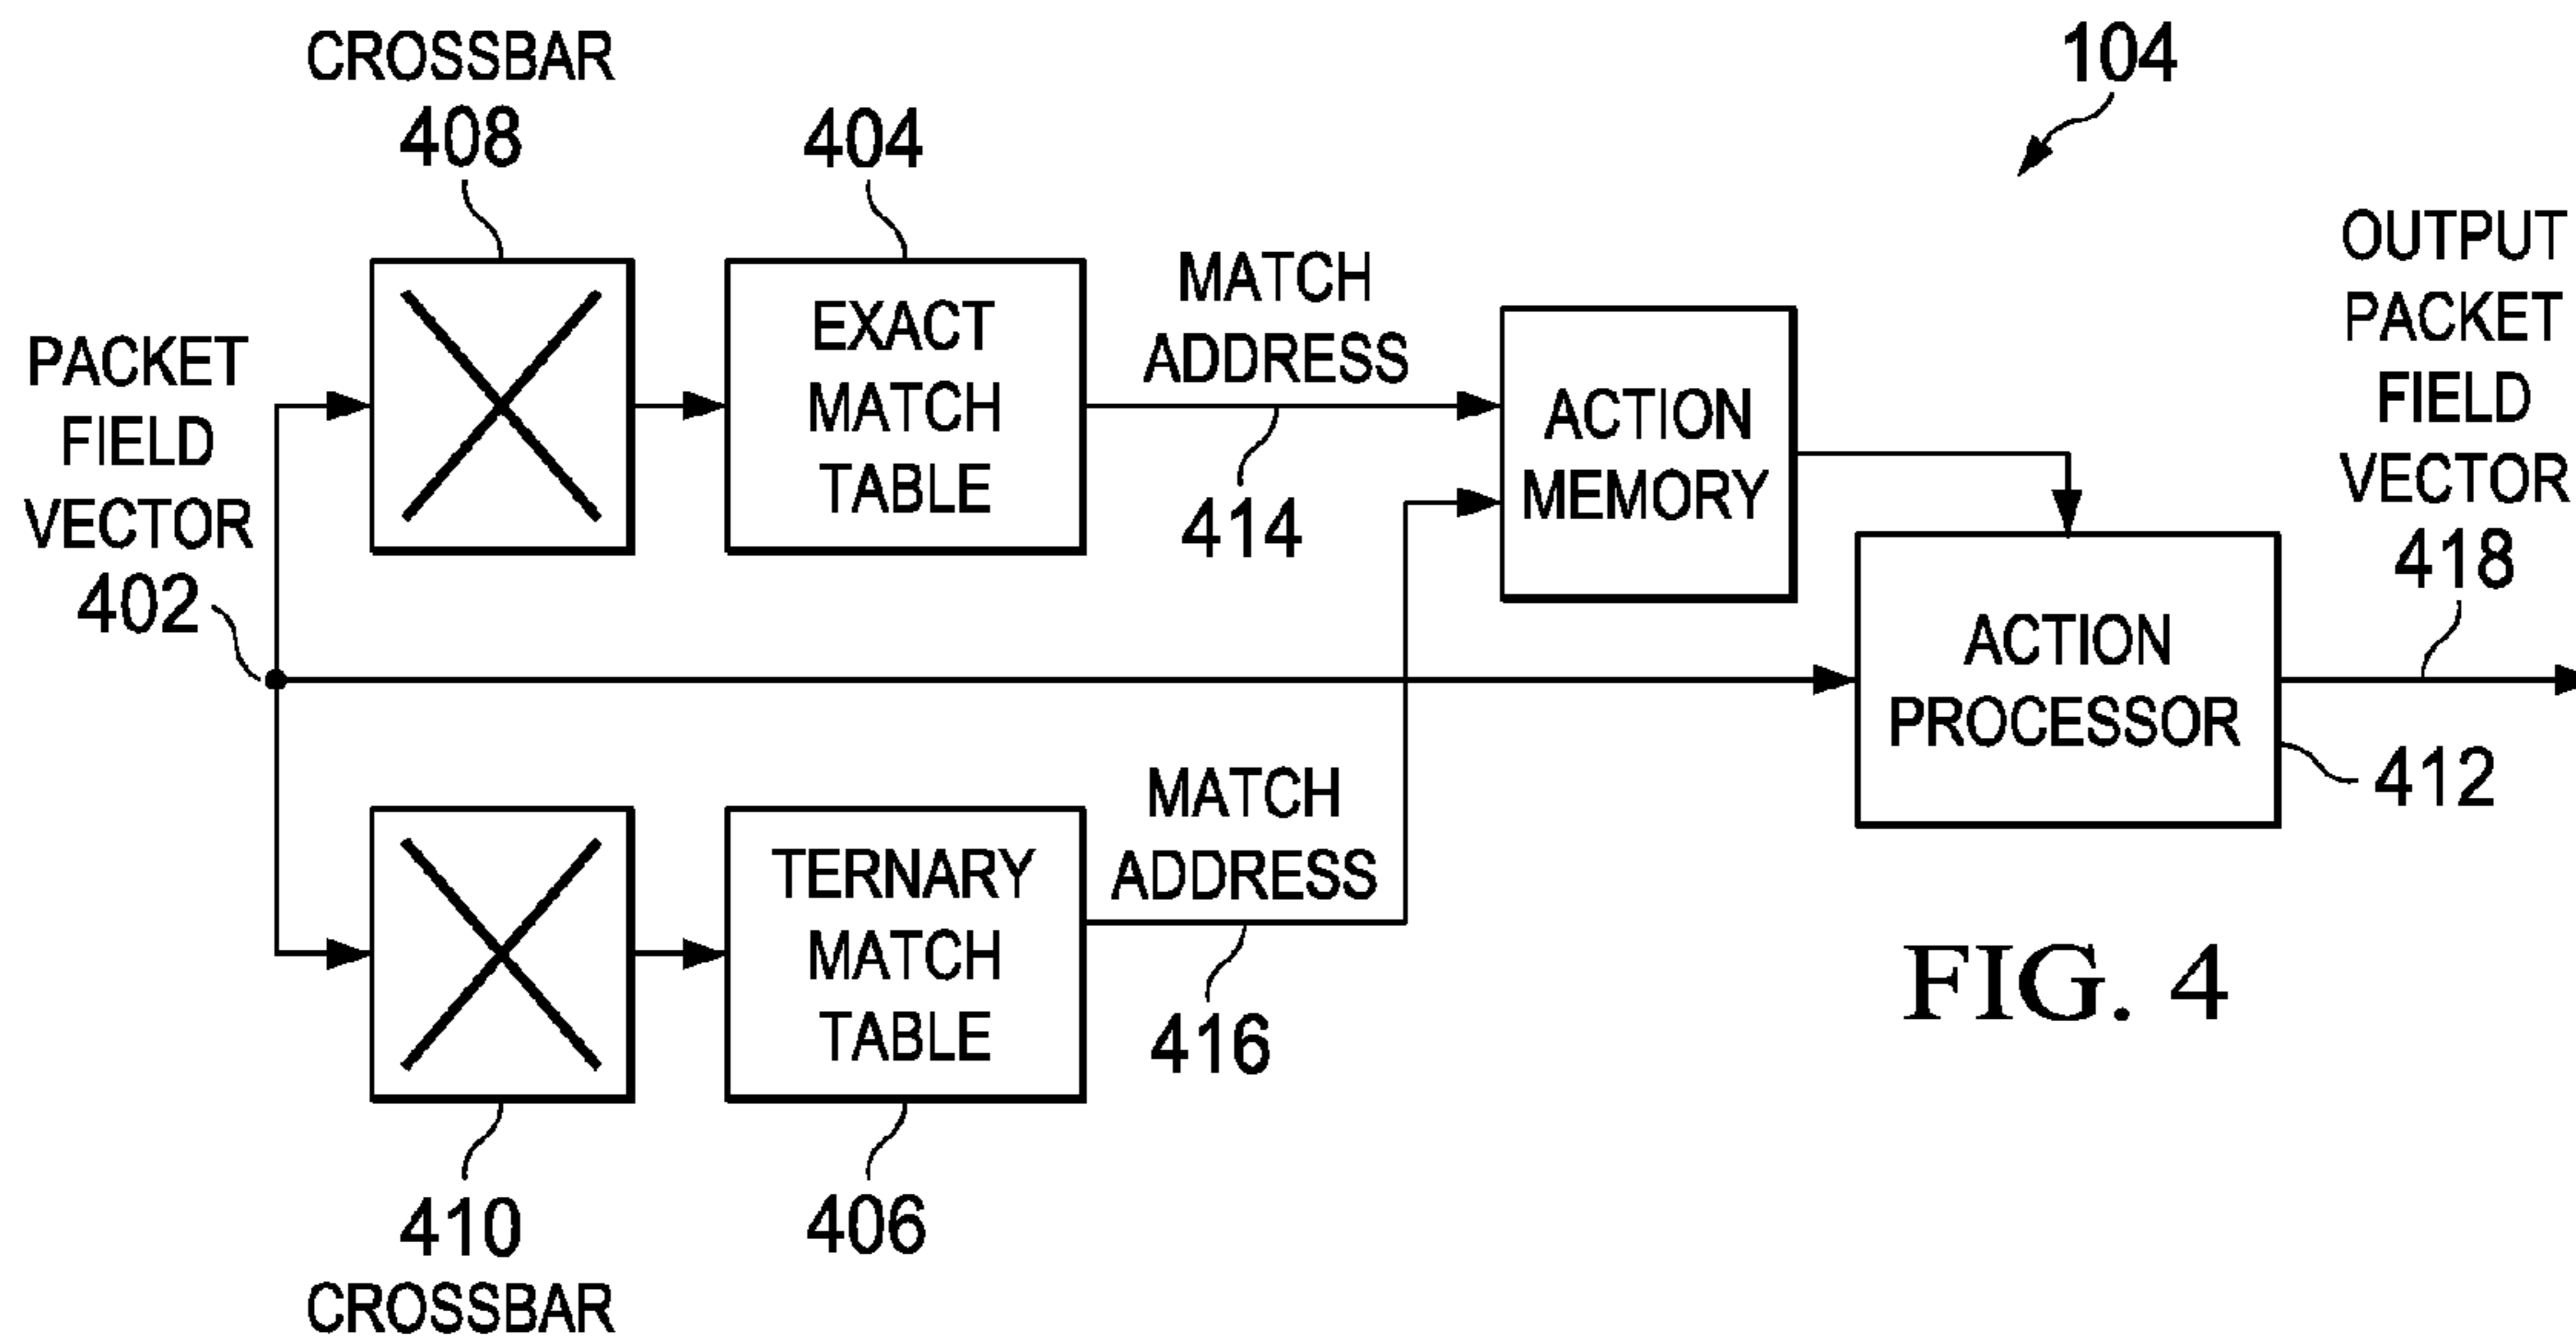 CROSSBAR
408
404
104
PACKET
FIELD
VECTOR
402
EXACT
MATCH
TABLE
MATCH
ADDRESS
414
ACTION
MEMORY
OUTPUT
PACKET
FIELD
VECTOR
418
ACTION
PROCESSOR
412
TERNARY
MATCH
TABLE
MATCH
ADDRESS
416
410
CROSSBAR
406
FIG. 4